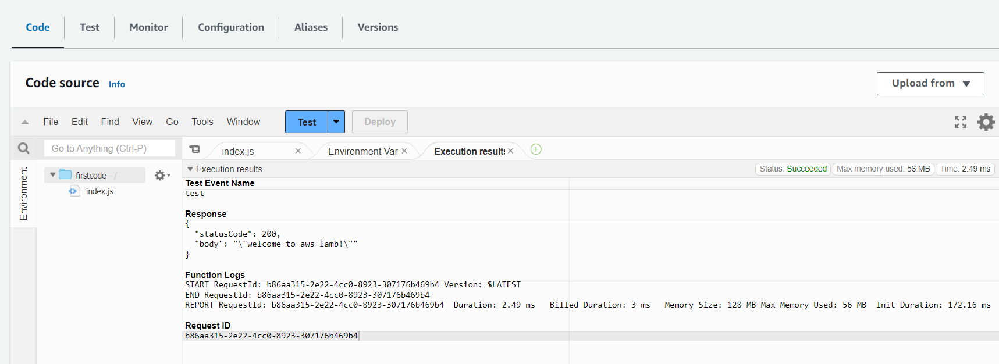 Code Test Monitor Configuration Aliases Versions
Code source Info
Upload from
File Edit Find View Go Tools Window Test Deploy
Go to Anything (Ctrl-P)
index.js Environment Var Execution results
Environment
firstcode - /
index.js
Execution results
Status: Succeeded Max memory used: 56 MB Time: 2.49 ms
Test Event Name
test
Response
{
"statusCode": 200,
"body": "\"welcome to aws lamb!\""
}
Function Logs
START RequestId: b86aa315-2e22-4cc0-8923-307176b469b4 Version: $LATEST
END RequestId: b86aa315-2e22-4cc0-8923-307176b469b4
REPORT RequestId: b86aa315-2e22-4cc0-8923-307176b469b4 Duration: 2.49 ms Billed Duration: 3 ms Memory Size: 128 MB Max Memory Used: 56 MB Init Duration: 172.16 ms
Request ID
b86aa315-2e22-4cc0-8923-307176b469b4